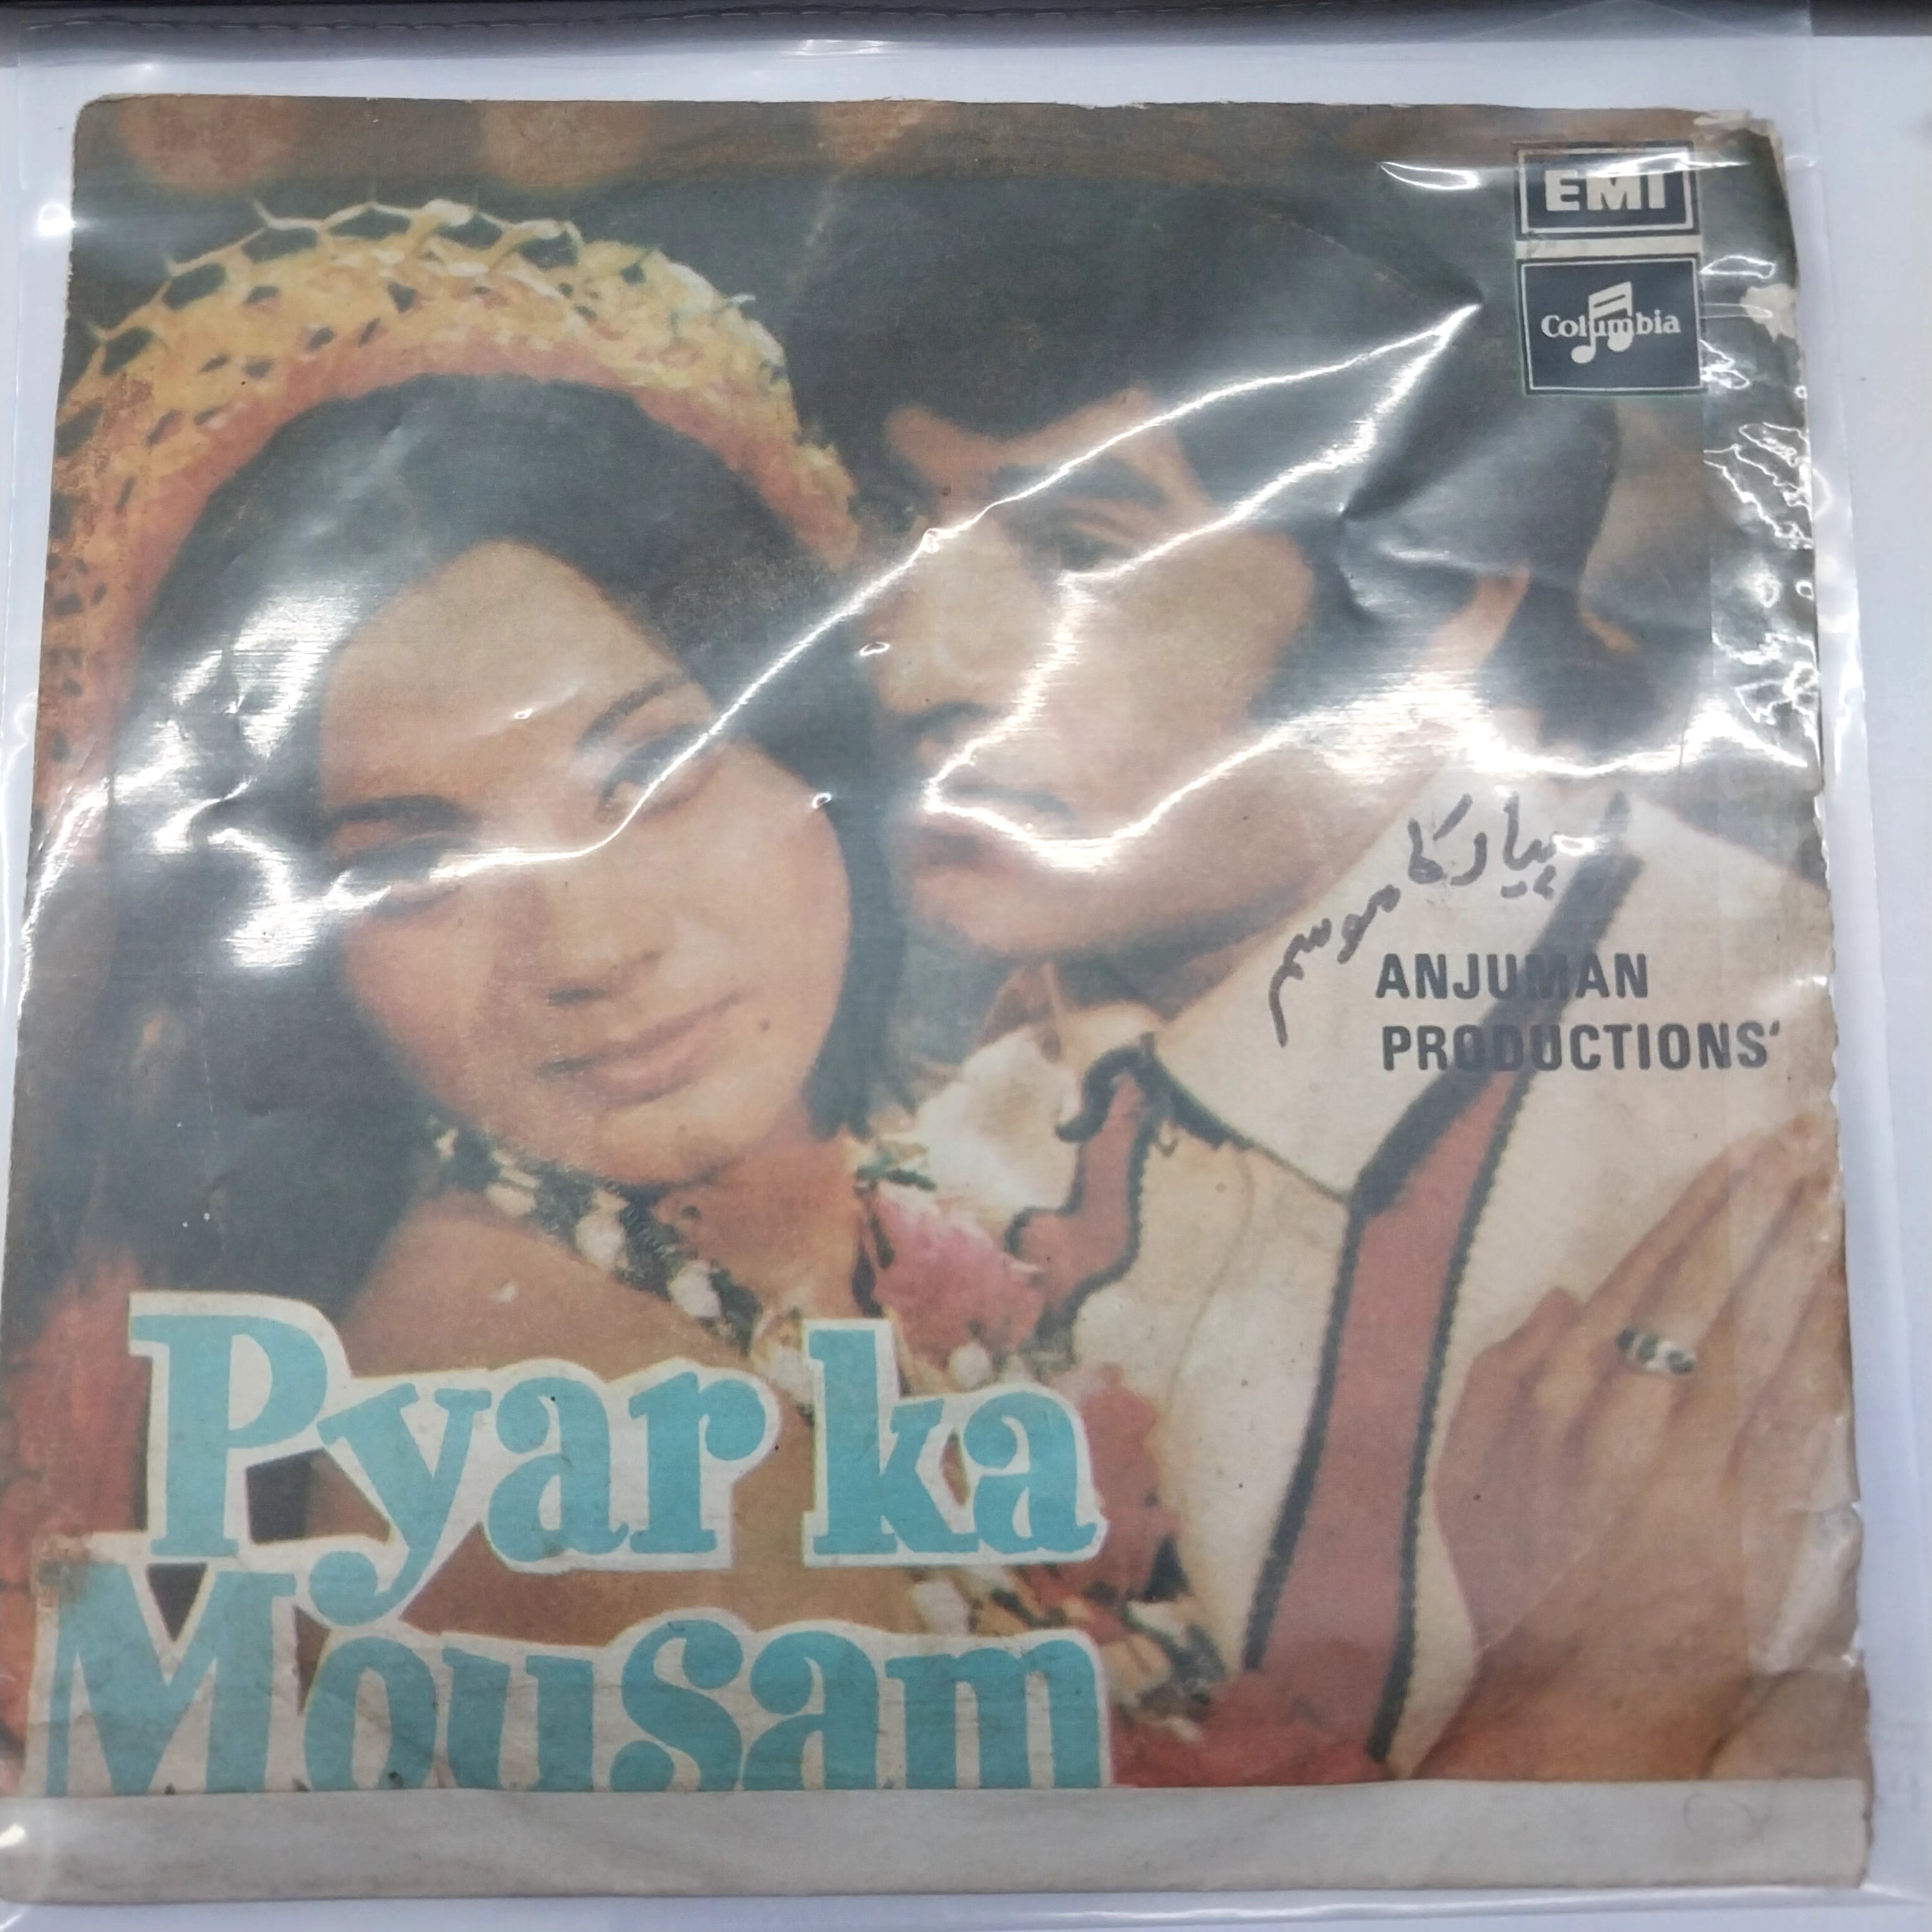 EMI
Columbia
پیار کا
موسم
ANJUMAN
PRODUCTIONS'
Pyar ka
Mousam